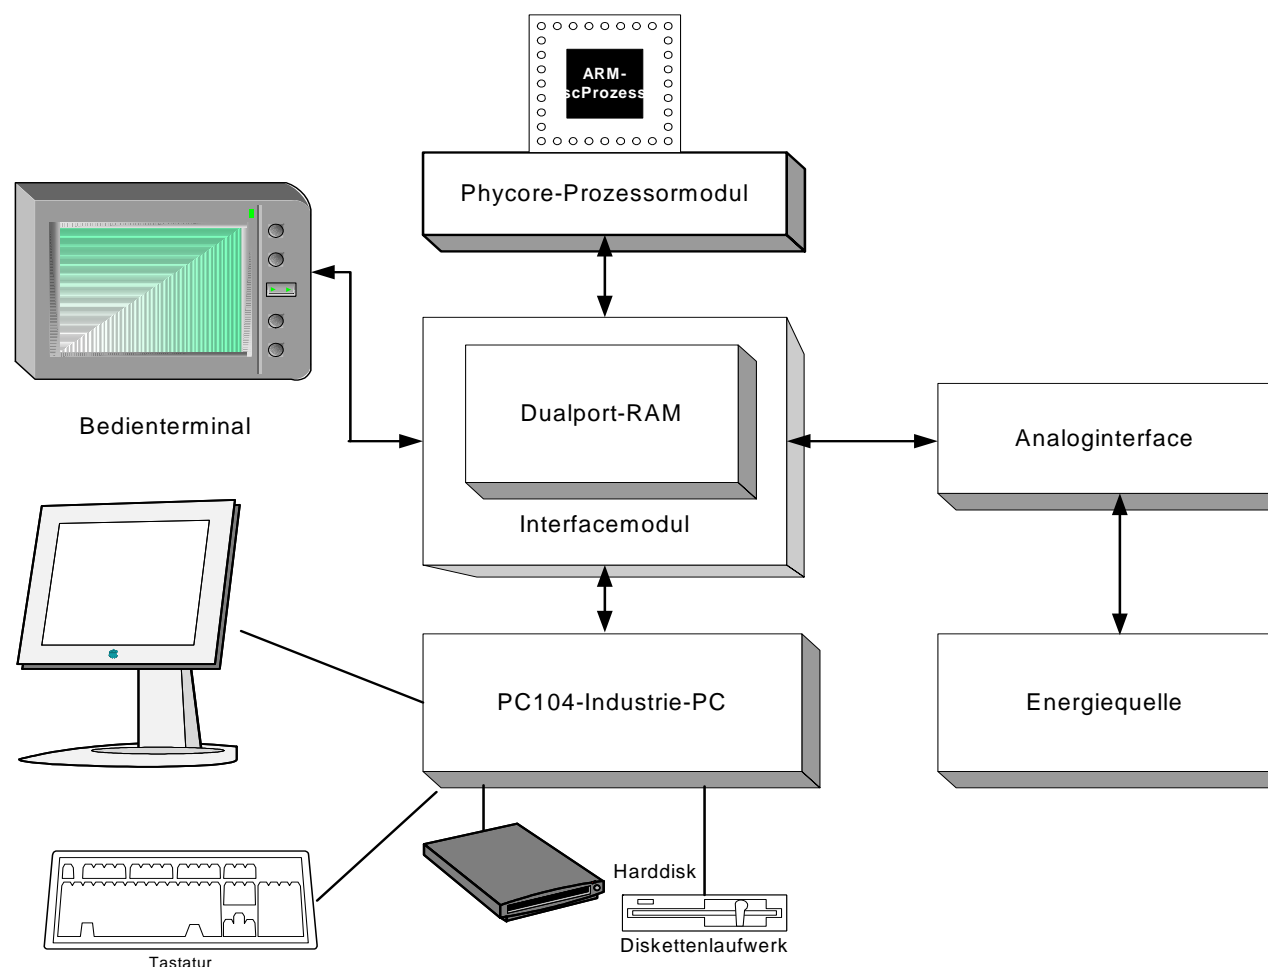 ARM-
scProzess
Phycore-Prozessormodul
Dualport-RAM
Bedienterminal
Analoginterface
Interfacemodul
PC104-Industrie-PC
Energiequelle
Harddisk
Diskettenlaufwerk
Tastatur